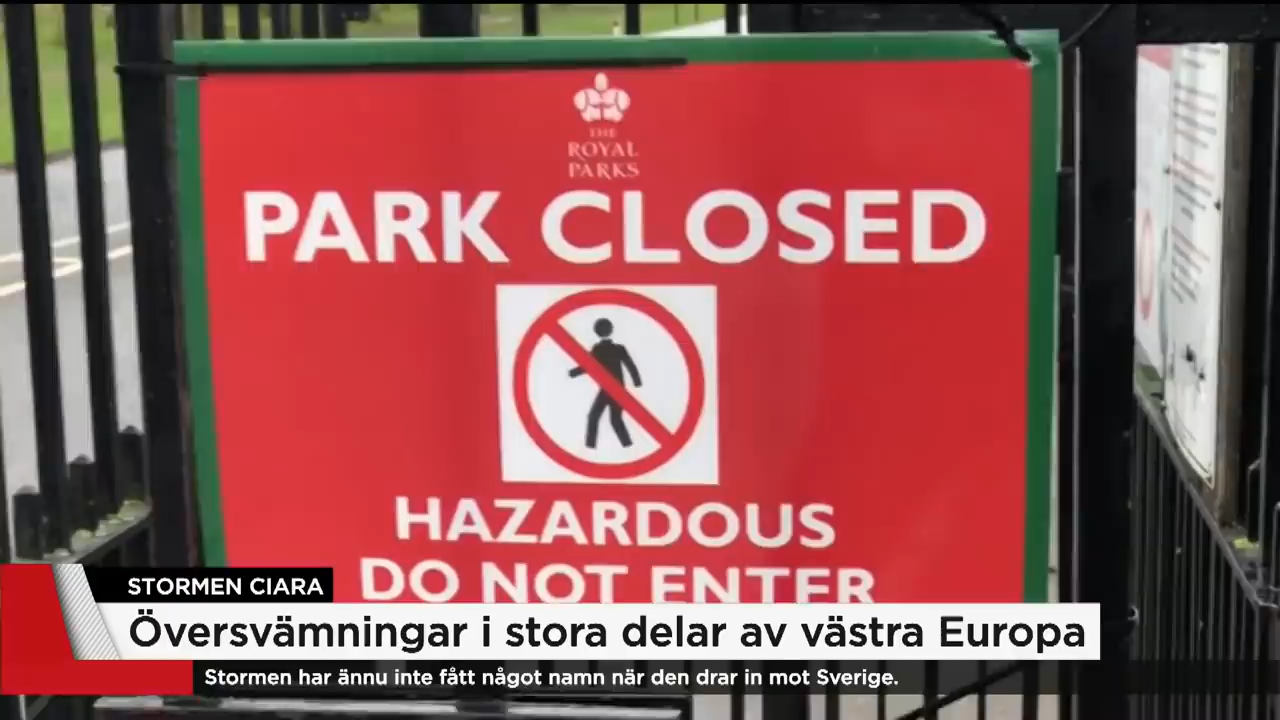 THE
ROYAL
PARKS
PARK CLOSED
HAZARDOUS
DO NOT ENTER
STORMEN CIARA
Översvämningar i stora delar av västra Europa
Stormen har ännu inte fått något namn när den drar in mot Sverige.